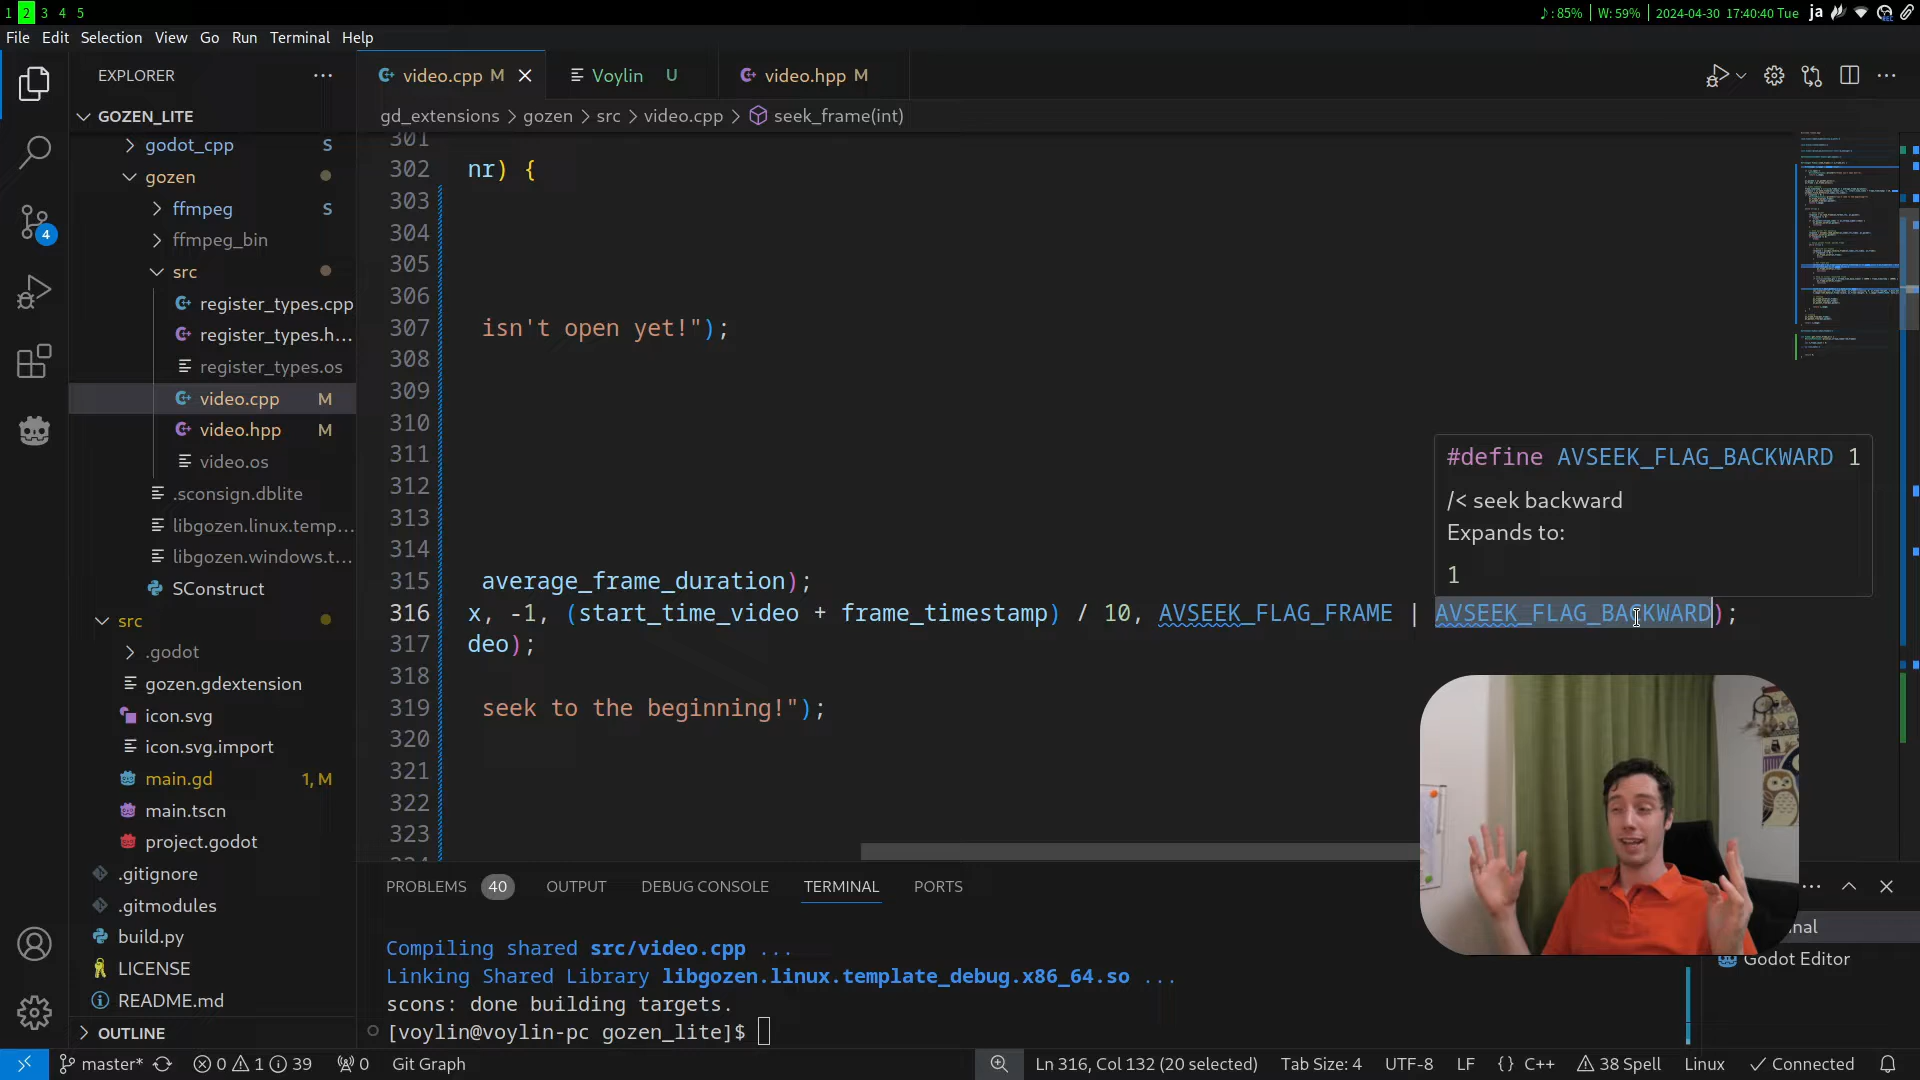 1 2 3 4 5
♪: 85% | W: 59% | 2024-04-30 17:40:40 Tue ja
File Edit Selection View Go Run Terminal Help
EXPLORER
video.cpp M
Voylin U
video.hpp M
GOZEN_LITE
gd_extensions > gozen > src > video.cpp > seek_frame(int)
godot_cpp S
gozen
ffmpeg S
ffmpeg_bin
src
register_types.cpp
register_types.h...
register_types.os
video.cpp M
video.hpp M
video.os
.sconsign.dblite
libgozen.linux.temp...
libgozen.windows.t...
SConstruct
src
.godot
gozen.gdextension
icon.svg
icon.svg.import
main.gd 1, M
main.tscn
project.godot
.gitignore
.gitmodules
build.py
LICENSE
README.md
OUTLINE
4
301
302 nr) {
303
304
305
306
307 isn't open yet!");
308
309
310
311
312
313
314
315 average_frame_duration);
316 x, -1, (start_time_video + frame_timestamp) / 10, AVSEEK_FLAG_FRAME | AVSEEK_FLAG_BACKWARD);
317 deo);
318
319 seek to the beginning!");
320
321
322
323
#define AVSEEK_FLAG_BACKWARD 1
/< seek backward
Expands to:
1
PROBLEMS 40 OUTPUT DEBUG CONSOLE TERMINAL PORTS
Compiling shared src/video.cpp ...
Linking Shared Library libgozen.linux.template_debug.x86_64.so ...
scons: done building targets.
[voylin@voylin-pc gozen_lite]$
nal
Godot Editor
master* 0 1 39 0 Git Graph
Ln 316, Col 132 (20 selected) Tab Size: 4 UTF-8 LF {} C++ 38 Spell Linux Connected